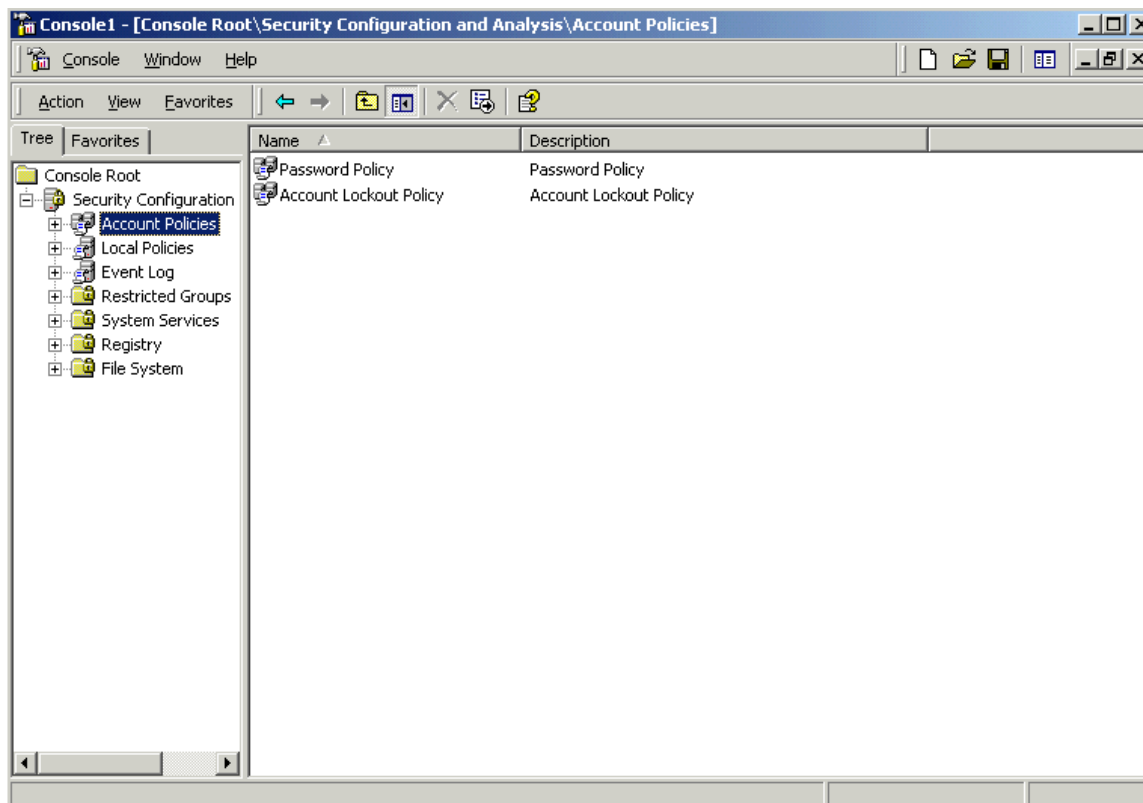 Console1 - [Console Root\Security Configuration and Analysis\Account Policies]
Console Window Help
Action View Favorites
Tree Favorites
Name Description
Console Root
Security Configuration
Account Policies
Local Policies
Event Log
Restricted Groups
System Services
Registry
File System
Password Policy Password Policy
Account Lockout Policy Account Lockout Policy